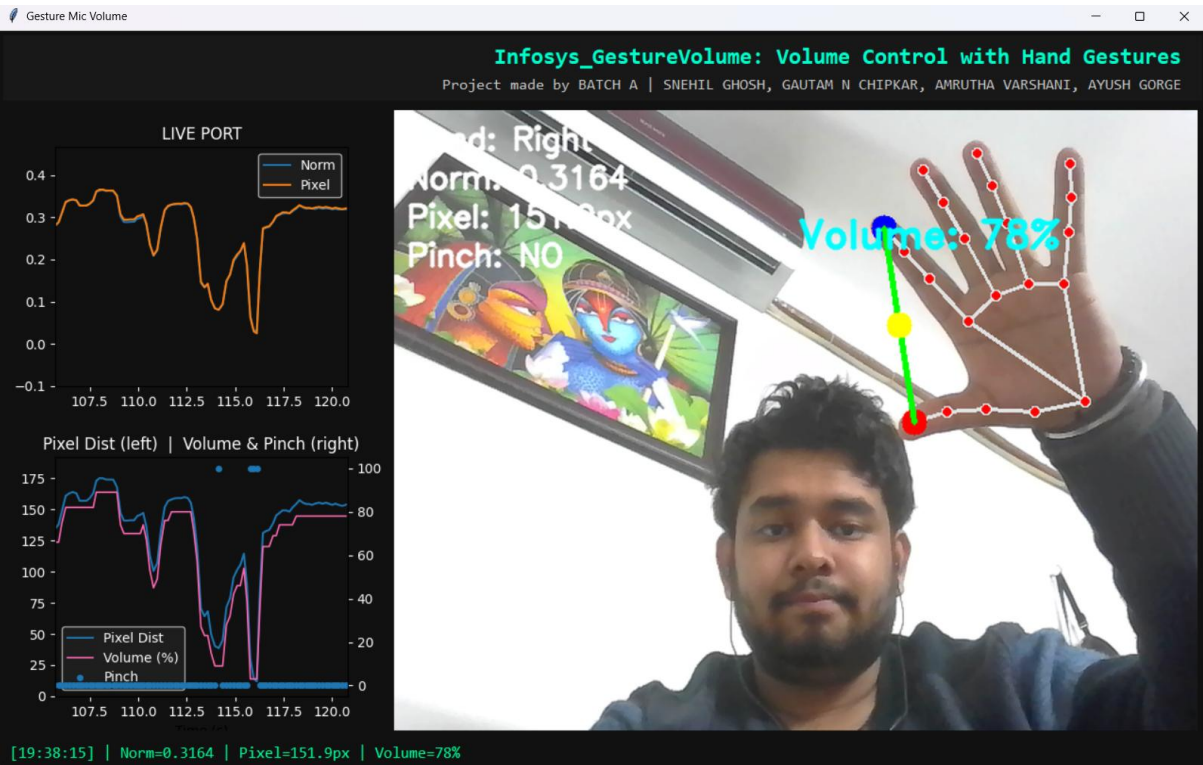 Gesture Mic Volume
Infosys_GestureVolume: Volume Control with Hand Gestures
Project made by BATCH A | SNEHIL GHOSH, GAUTAM N CHIPKAR, AMRUTHA VARSHANI, AYUSH GORGE
LIVE PORT
Norm
Pixel
0.4
0.3
0.2
0.1
0.0
−0.1
107.5 110.0 112.5 115.0 117.5 120.0
Pixel Dist (left) | Volume & Pinch (right)
175
150
125
100
75
50
25
0
100
80
60
40
20
0
Pixel Dist
Volume (%)
Pinch
107.5 110.0 112.5 115.0 117.5 120.0
Right
Norm: 0.3164
Pixel:
Pinch: NO
Volume: 78%
[19:38:15] | Norm=0.3164 | Pixel=151.9px | Volume=78%